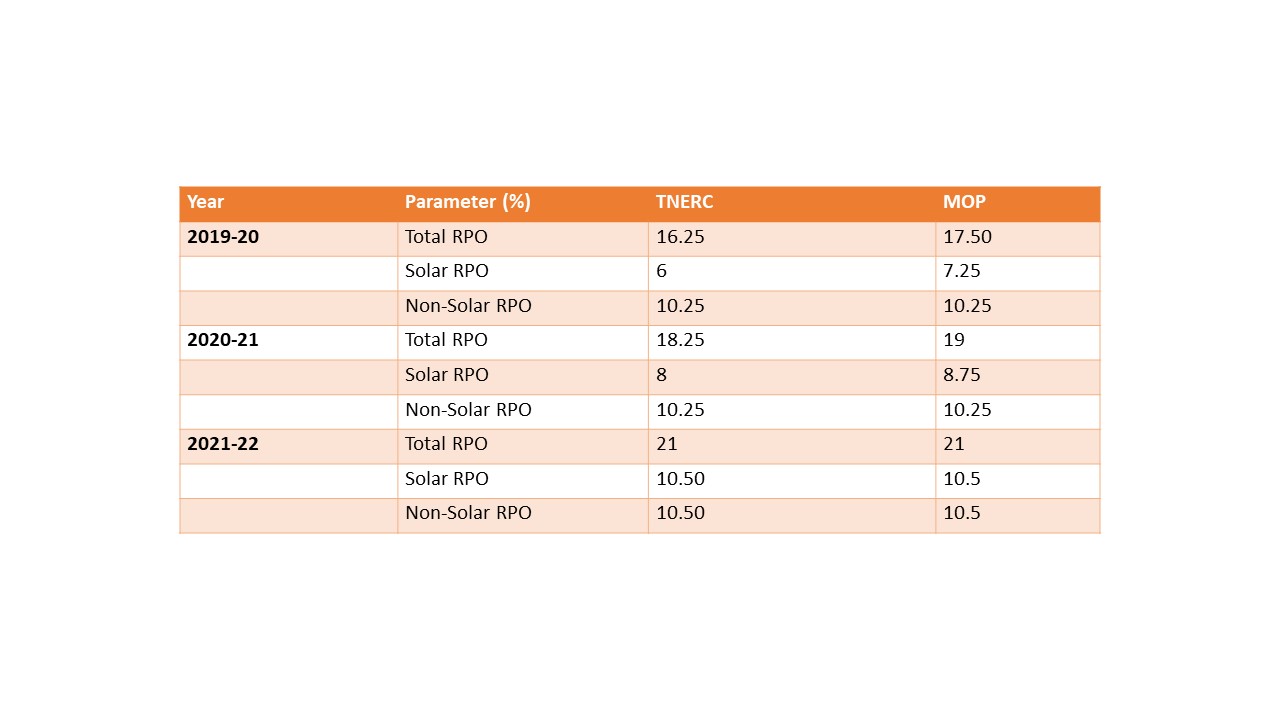 Year Parameter (%) TNERC MOP
2019-20 Total RPO 16.25 17.50
Solar RPO 6 7.25
Non-Solar RPO 10.25 10.25
2020-21 Total RPO 18.25 19
Solar RPO 8 8.75
Non-Solar RPO 10.25 10.25
2021-22 Total RPO 21 21
Solar RPO 10.50 10.5
Non-Solar RPO 10.50 10.5